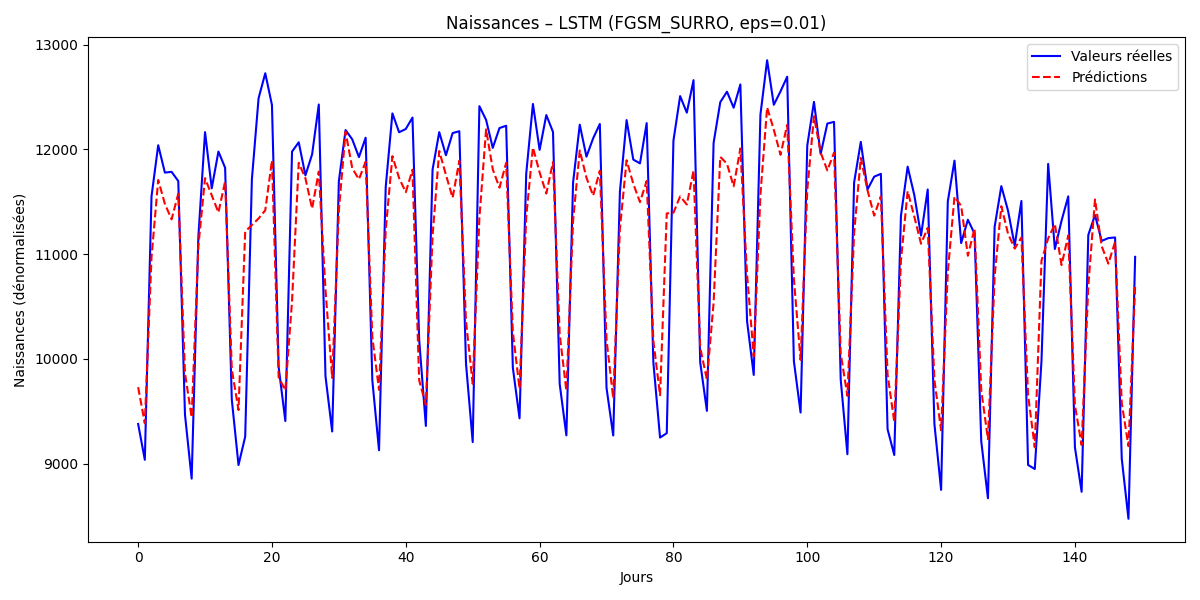 Naissances – LSTM (FGSM_SURRO, eps=0.01)
Valeurs réelles
Prédictions
Naissances (dénormalisées)
13000
12000
11000
10000
9000
0 20 40 60 80 100 120 140
Jours